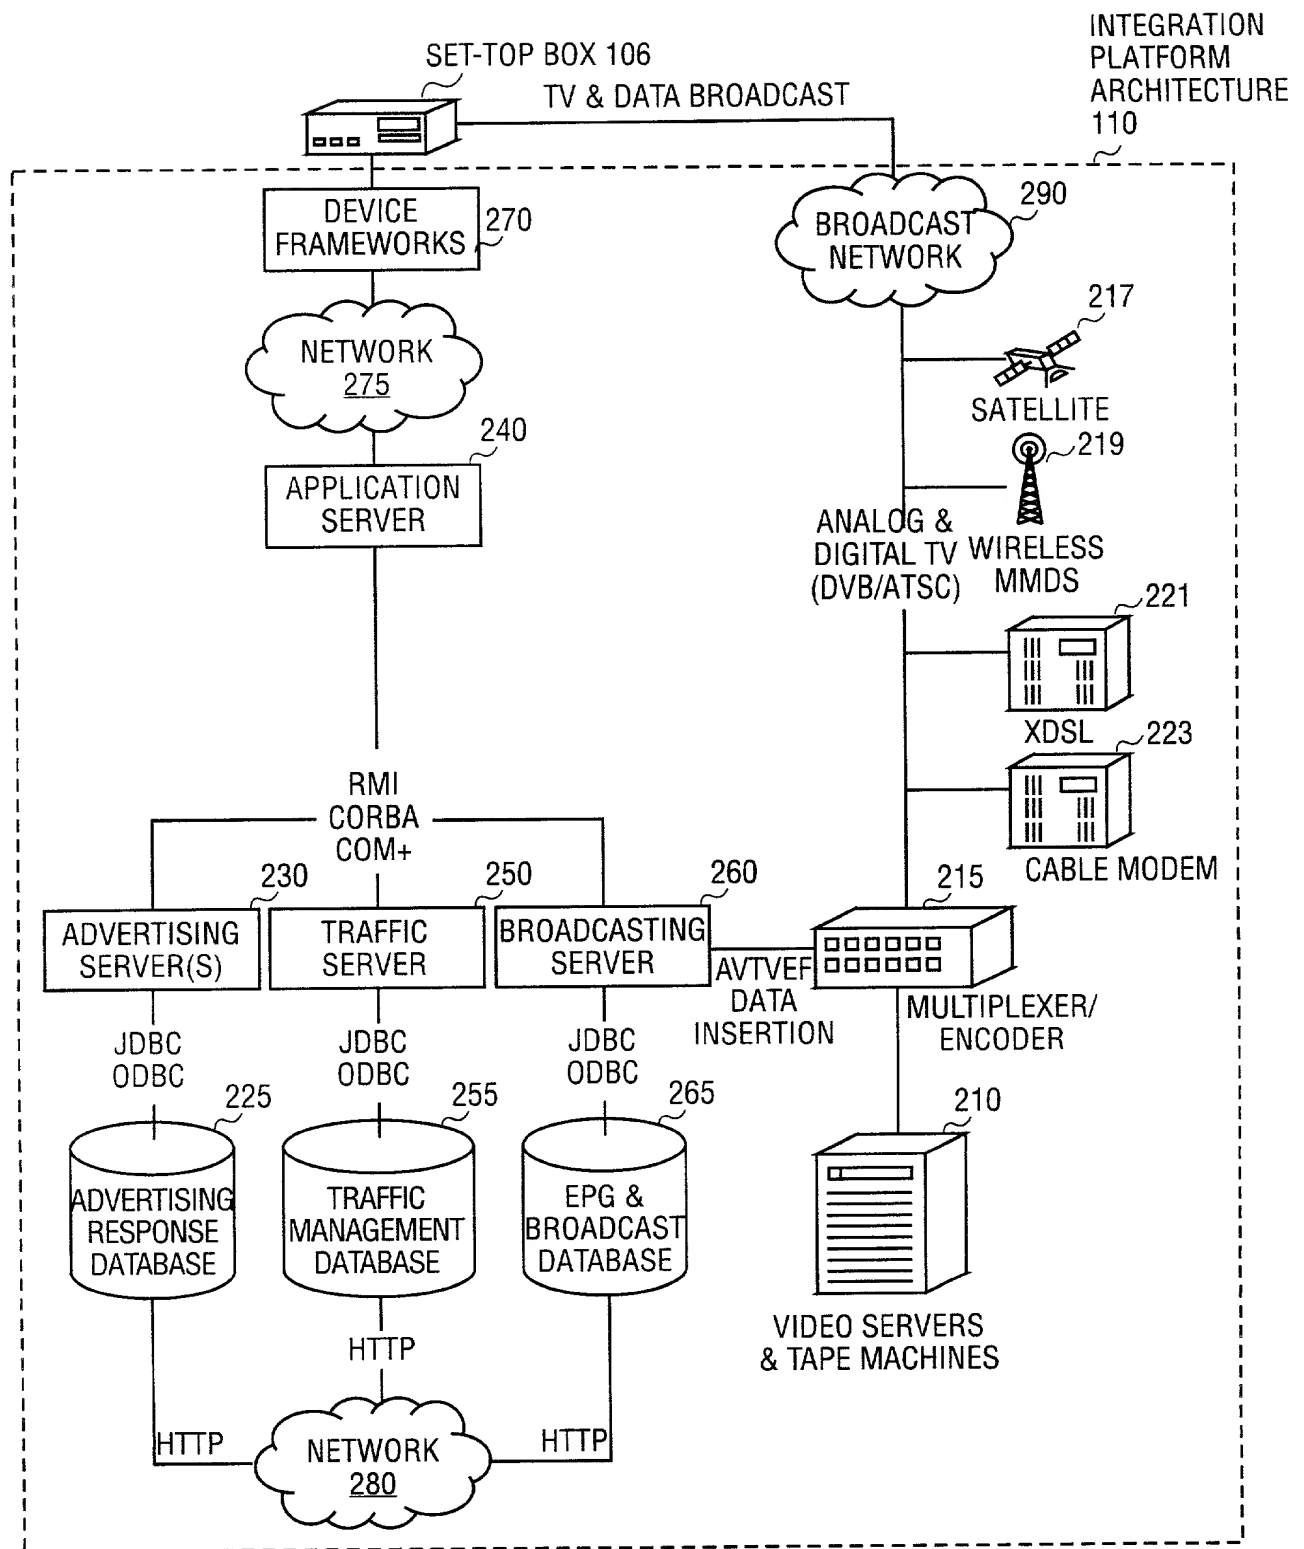 INTEGRATION
PLATFORM
ARCHITECTURE
110
SET-TOP BOX 106
TV & DATA BROADCAST
DEVICE
FRAMEWORKS
270
BROADCAST
NETWORK
290
NETWORK
275
217
SATELLITE
240
APPLICATION
SERVER
219
WIRELESS
MMDS
ANALOG &
DIGITAL TV
(DVB/ATSC)
221
XDSL
223
CABLE MODEM
RMI
CORBA
COM+
230
ADVERTISING
SERVER(S)
250
TRAFFIC
SERVER
260
BROADCASTING
SERVER
AVTVEF
DATA
INSERTION
215
MULTIPLEXER/
ENCODER
JDBC
ODBC
JDBC
ODBC
JDBC
ODBC
225
ADVERTISING
RESPONSE
DATABASE
255
TRAFFIC
MANAGEMENT
DATABASE
265
EPG &
BROADCAST
DATABASE
210
VIDEO SERVERS
& TAPE MACHINES
HTTP
HTTP
HTTP
NETWORK
280